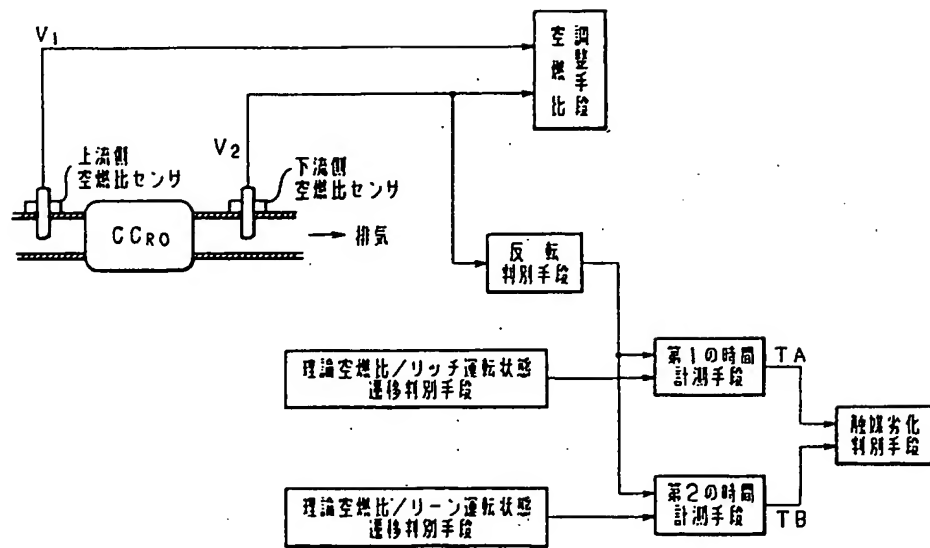 V1
V2
空燃比
調整手段
上流側
空燃比センサ
下流側
空燃比センサ
CCRO
排気
反転
判別手段
理論空燃比／リッチ運転状態
遷移判別手段
第1の時間
計測手段
TA
触媒劣化
判別手段
理論空燃比／リーン運転状態
遷移判別手段
第2の時間
計測手段
TB